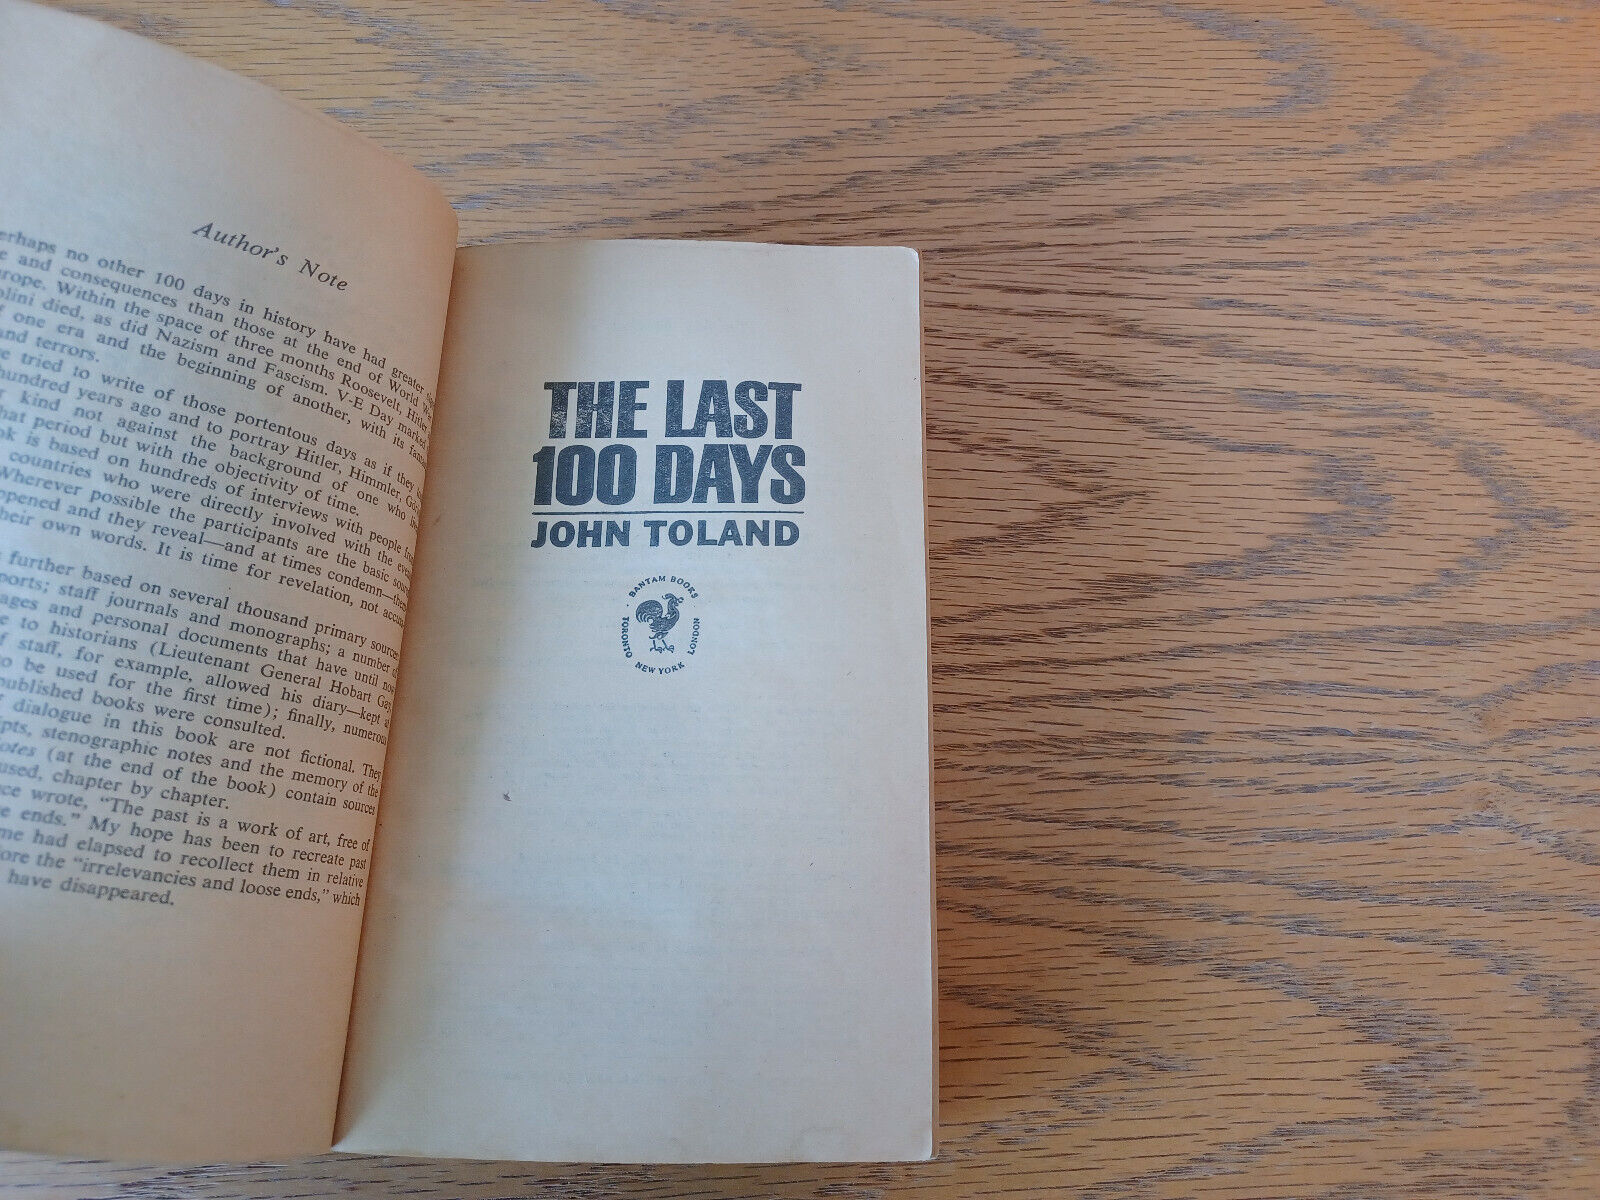 Author's Note
perhaps no other 100 days in history have had greater
and consequences than those at the end of World War
Europe. Within the space of three months Roosevelt, Hitler
died, as did Nazism and Fascism. V-E Day marked
of one era and the beginning of another, with its
and terrors.
tried to write of those portentous days as if they
hundred years ago and to portray Hitler, Himmler,
kind not against the background of one who
that period but with the objectivity of time.
is based on hundreds of interviews with people from
countries who were directly involved with the
Wherever possible the participants are the basic
and they reveal—and at times condemn—
their own words. It is time for revelation, not
further based on several thousand primary
staff journals and monographs; a number of
and personal documents that have until now
to historians (Lieutenant General Hobart Gay,
of staff, for example, allowed his diary—kept
to be used for the first time); finally, numerous
published books were consulted.
dialogue in this book are not fictional. They
stenographic notes and the memory of the
(at the end of the book) contain sources
used, chapter by chapter.
wrote, "The past is a work of art, free of
ends." My hope has been to recreate past
had elapsed to recollect them in relative
the "irrelevancies and loose ends," which
have disappeared.
THE LAST
100 DAYS
JOHN TOLAND
BANTAM BOOKS
TORONTO · NEW YORK · LONDON